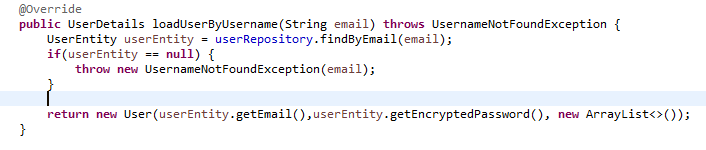 @Override
public UserDetails loadUserByUsername(String email) throws UsernameNotFoundException {
    UserEntity userEntity = userRepository.findByEmail(email);
    if(userEntity == null) {
        throw new UsernameNotFoundException(email);
    }
    return new User(userEntity.getEmail(),userEntity.getEncryptedPassword(), new ArrayList<>());
}